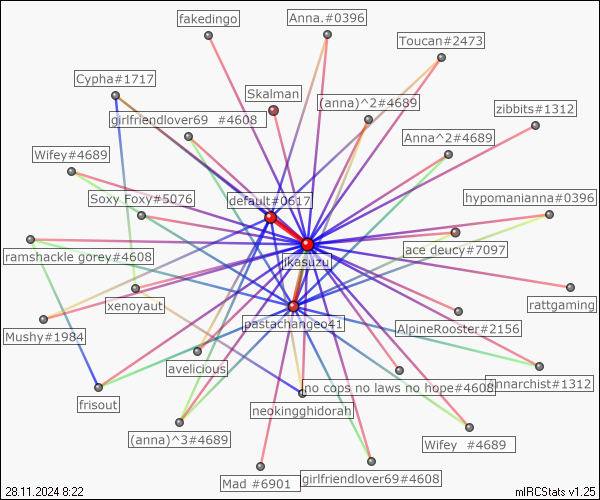 fakedingo
Anna.#0396
Toucan#2473
Cypha#1717
Skalman
(anna)^2#4689
zibbits#1312
girlfriendlover69 #4608
Anna^2#4689
Wifey#4689
Soxy Foxy#5076
default#0617
hypomanianna#0396
ramshackle gorey#4608
ikasuzu
ace deucy#7097
xenoyaut
rattgaming
Mushy#1984
pastachangeo41
AlpineRooster#2156
avelicious
no cops no laws no hope#4608
frisout
neokingghidorah
(anna)^3#4689
Wifey #4689
Mad #6901
girlfriendlover69#4608
28.11.2024 8:22
mIRCStats v1.25